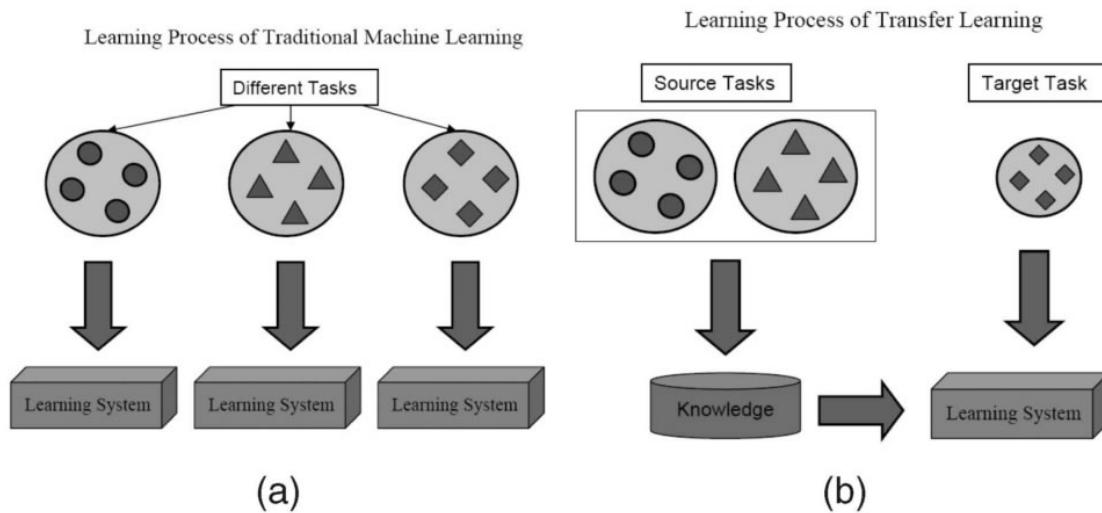 Learning Process of Traditional Machine Learning
Different Tasks
Learning System
Learning System
Learning System
(a)
Learning Process of Transfer Learning
Source Tasks
Target Task
Knowledge
Learning System
(b)